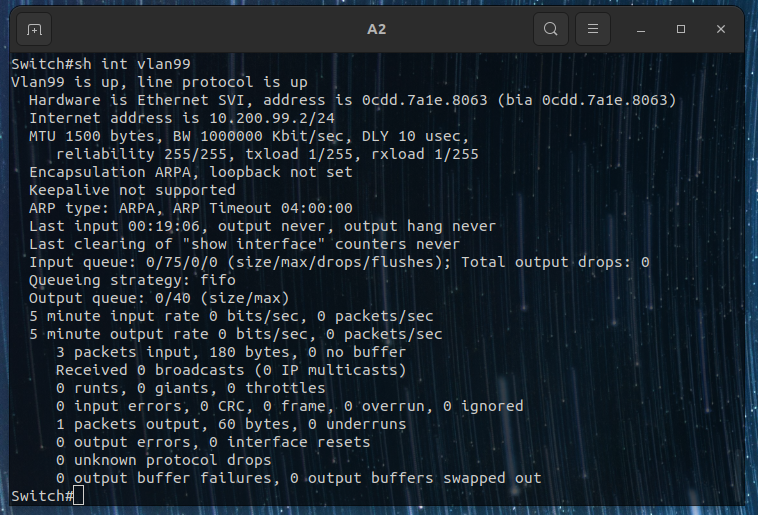 A2
Switch#sh int vlan99
Vlan99 is up, line protocol is up
  Hardware is Ethernet SVI, address is 0cdd.7a1e.8063 (bia 0cdd.7a1e.8063)
  Internet address is 10.200.99.2/24
  MTU 1500 bytes, BW 1000000 Kbit/sec, DLY 10 usec,
     reliability 255/255, txload 1/255, rxload 1/255
  Encapsulation ARPA, loopback not set
  Keepalive not supported
  ARP type: ARPA, ARP Timeout 04:00:00
  Last input 00:19:06, output never, output hang never
  Last clearing of "show interface" counters never
  Input queue: 0/75/0/0 (size/max/drops/flushes); Total output drops: 0
  Queueing strategy: fifo
  Output queue: 0/40 (size/max)
  5 minute input rate 0 bits/sec, 0 packets/sec
  5 minute output rate 0 bits/sec, 0 packets/sec
     3 packets input, 180 bytes, 0 no buffer
     Received 0 broadcasts (0 IP multicasts)
     0 runts, 0 giants, 0 throttles
     0 input errors, 0 CRC, 0 frame, 0 overrun, 0 ignored
     1 packets output, 60 bytes, 0 underruns
     0 output errors, 0 interface resets
     0 unknown protocol drops
     0 output buffer failures, 0 output buffers swapped out
Switch#